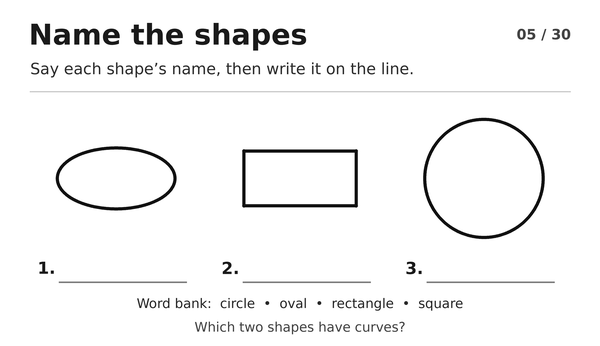 Name the shapes
05 / 30
Say each shape’s name, then write it on the line.
1.
2.
3.
Word bank: circle • oval • rectangle • square
Which two shapes have curves?